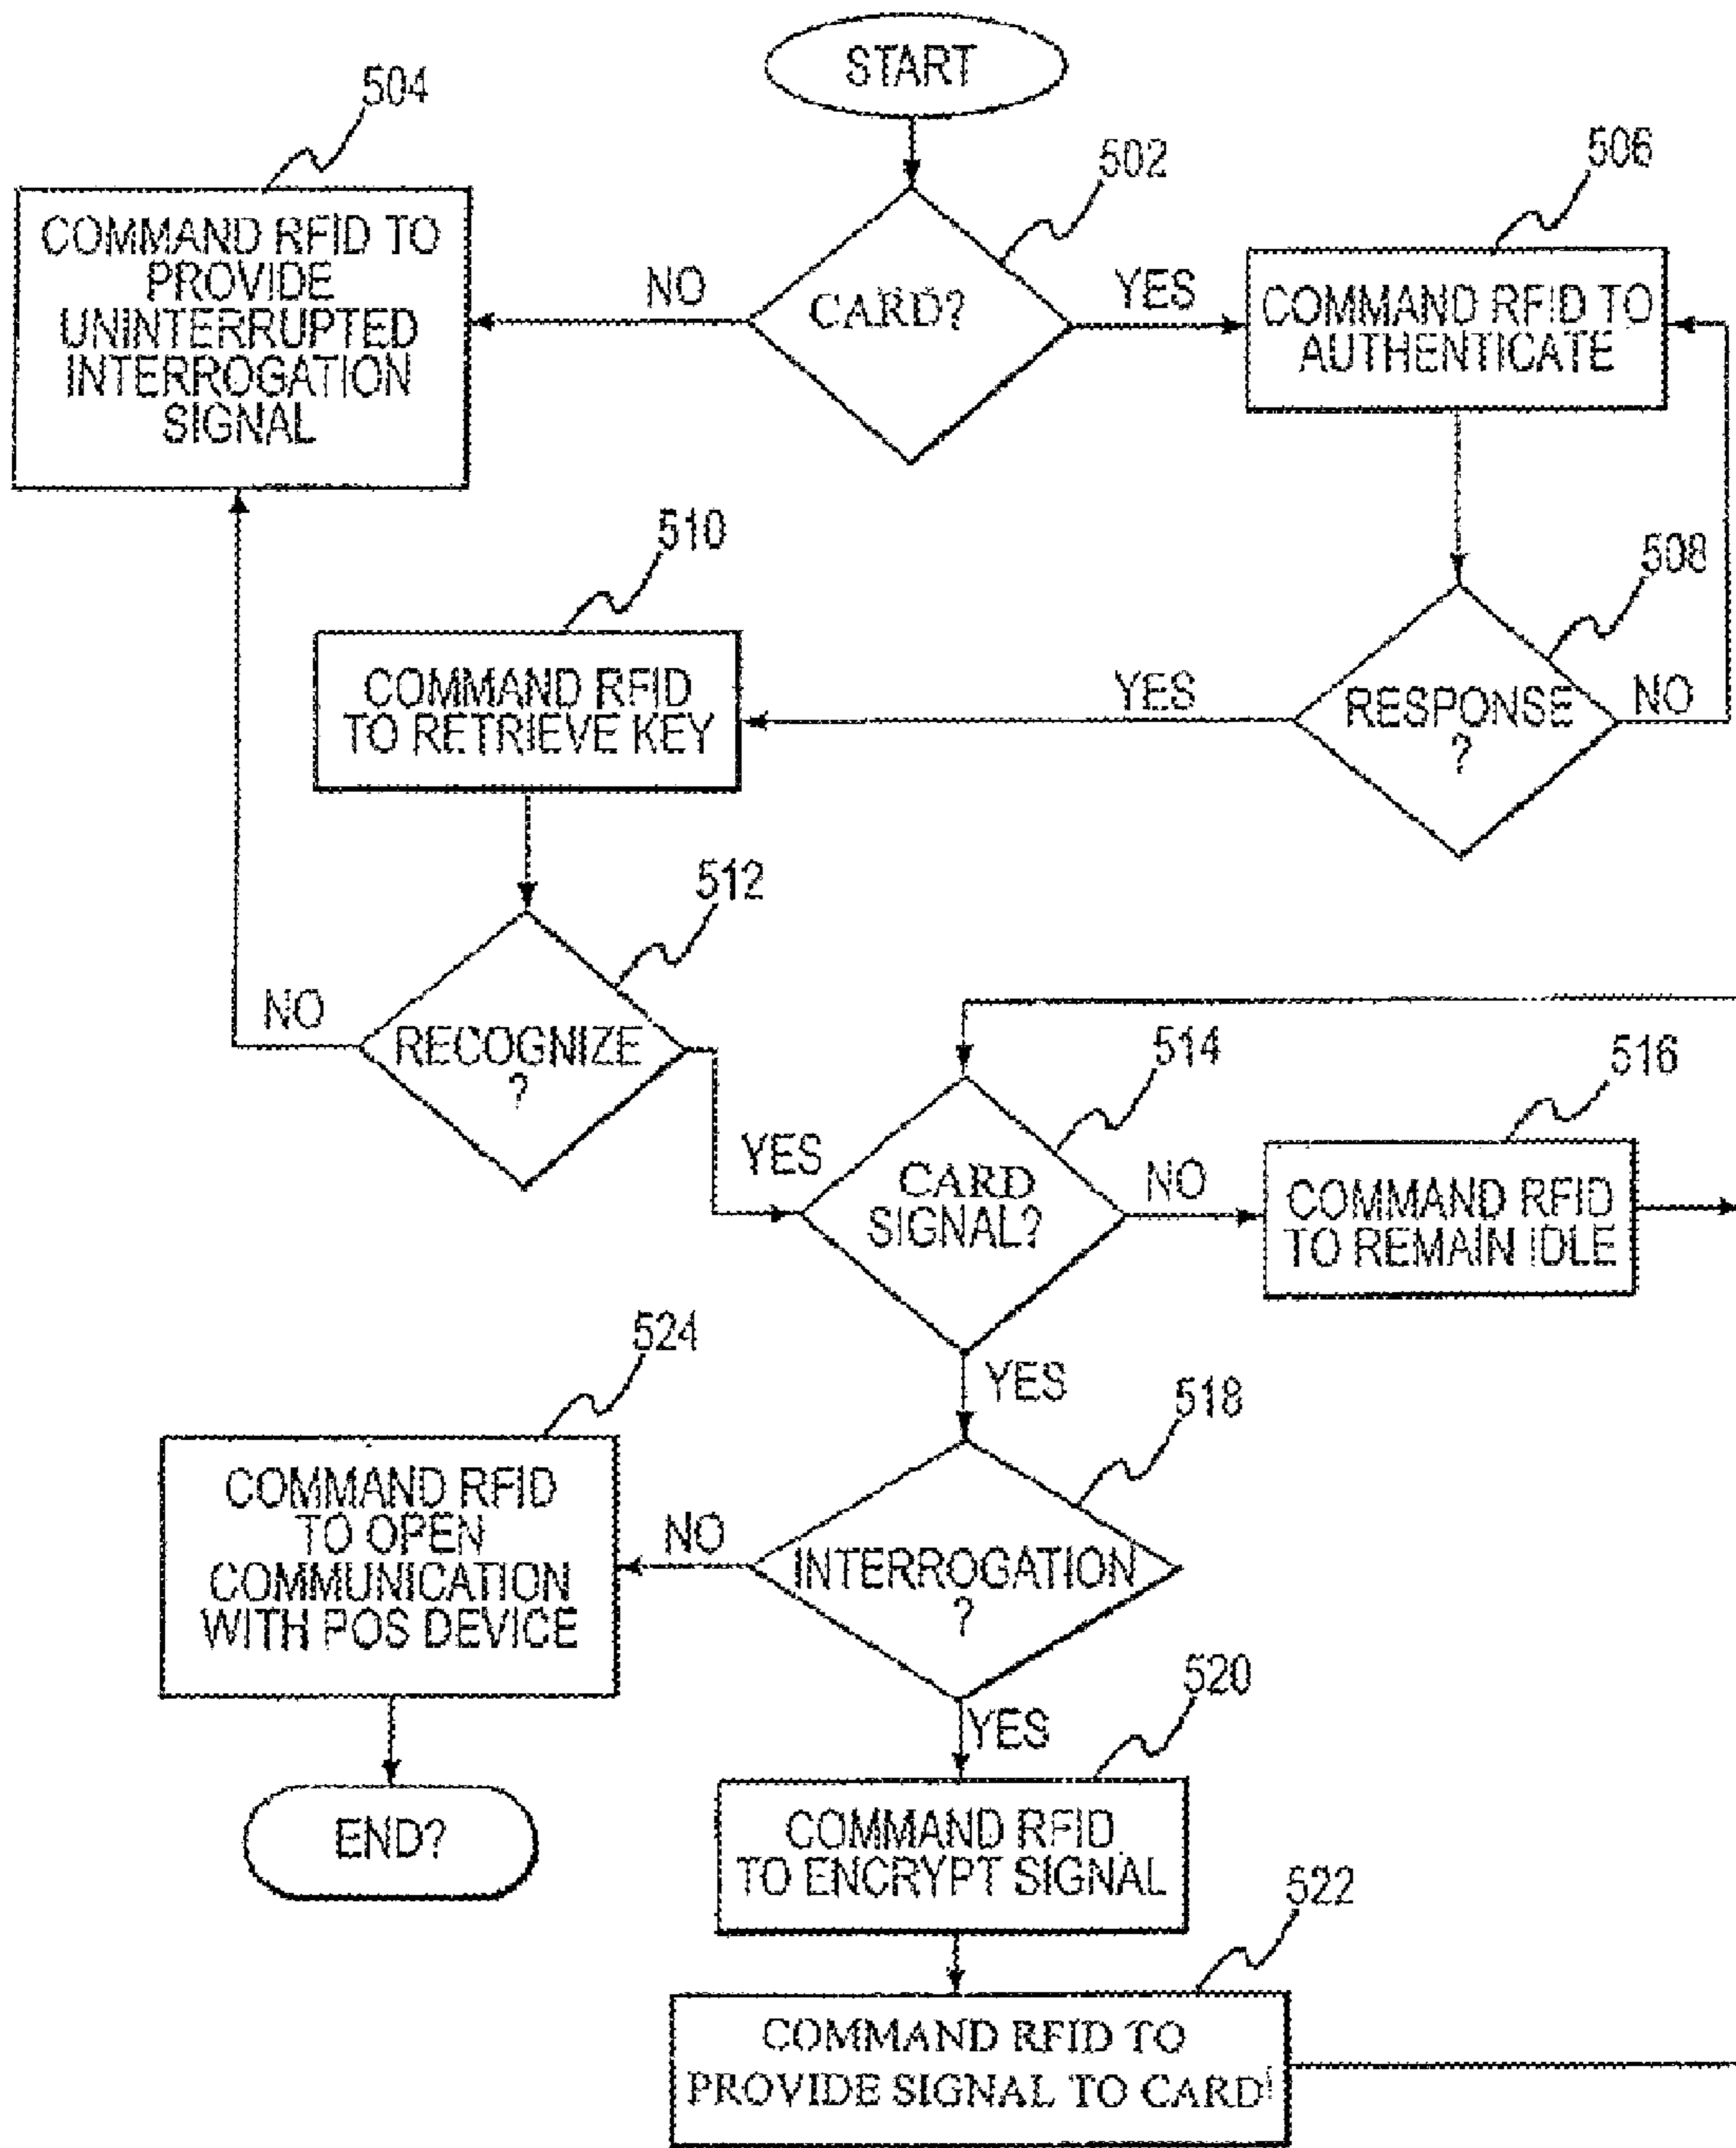 START
504
502
506
COMMAND RFID TO
PROVIDE
UNINTERRUPTED
INTERROGATION
SIGNAL
NO
CARD?
YES
COMMAND RFID TO
AUTHENTICATE
510
508
COMMAND RFID
TO RETRIEVE KEY
YES
RESPONSE
?
NO
512
NO
RECOGNIZE
?
YES
514
516
CARD
SIGNAL?
NO
COMMAND RFID
TO REMAIN IDLE
524
YES
518
COMMAND RFID
TO OPEN
COMMUNICATION
WITH POS DEVICE
NO
INTERROGATION
?
YES
520
END?
COMMAND RFID
TO ENCRYPT SIGNAL
522
COMMAND RFID TO
PROVIDE SIGNAL TO CARD